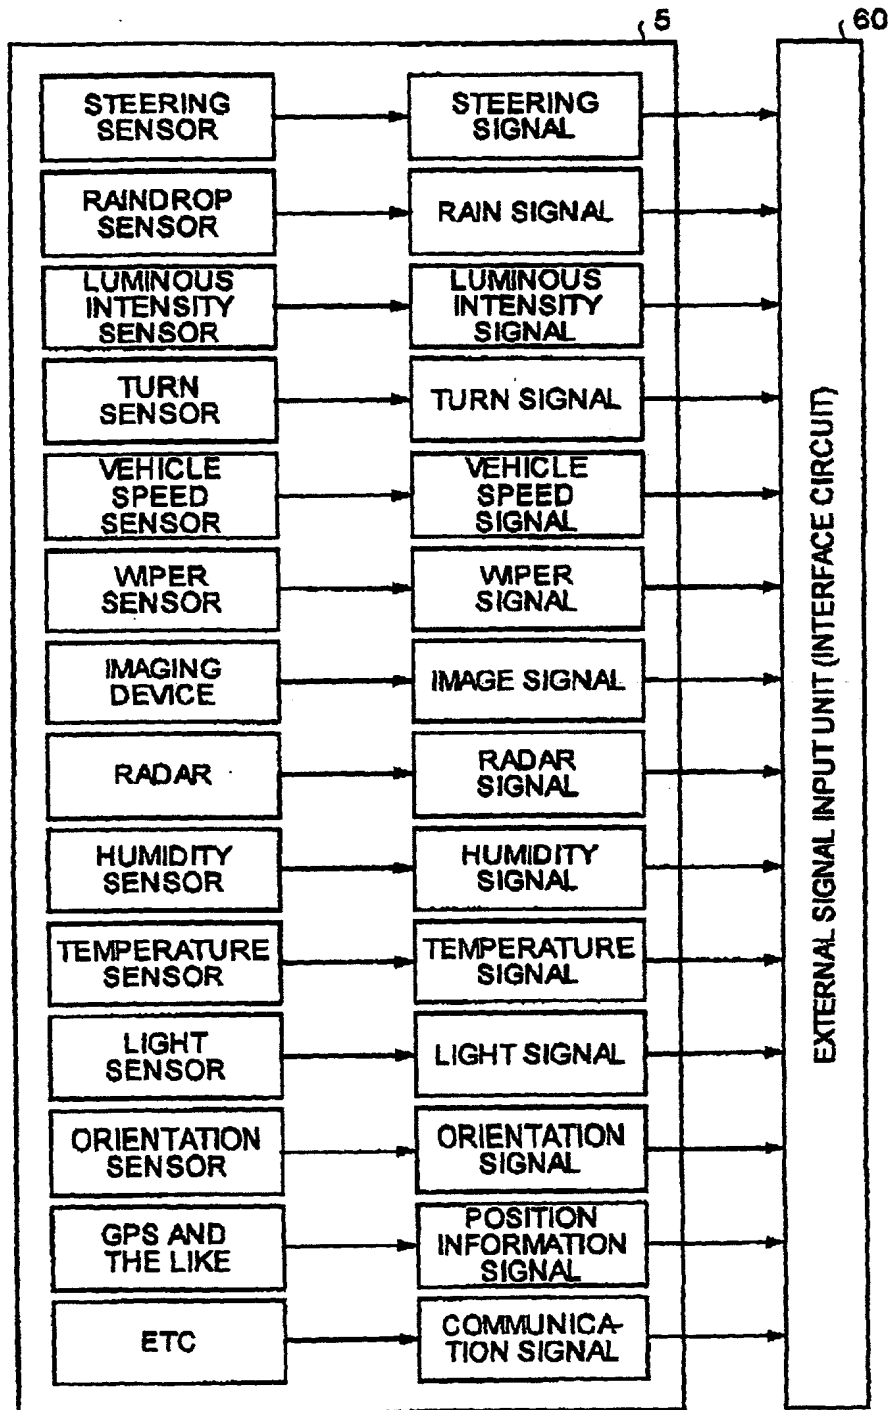 5
60
STEERING
SENSOR
STEERING
SIGNAL
RAINDROP
SENSOR
RAIN SIGNAL
LUMINOUS
INTENSITY
SENSOR
LUMINOUS
INTENSITY
SIGNAL
TURN
SENSOR
TURN SIGNAL
VEHICLE
SPEED
SENSOR
VEHICLE
SPEED
SIGNAL
WIPER
SENSOR
WIPER
SIGNAL
IMAGING
DEVICE
IMAGE SIGNAL
RADAR
RADAR
SIGNAL
HUMIDITY
SENSOR
HUMIDITY
SIGNAL
TEMPERATURE
SENSOR
TEMPERATURE
SIGNAL
LIGHT
SENSOR
LIGHT SIGNAL
ORIENTATION
SENSOR
ORIENTATION
SIGNAL
GPS AND
THE LIKE
POSITION
INFORMATION
SIGNAL
ETC
COMMUNICA-
TION SIGNAL
EXTERNAL SIGNAL INPUT UNIT (INTERFACE CIRCUIT)